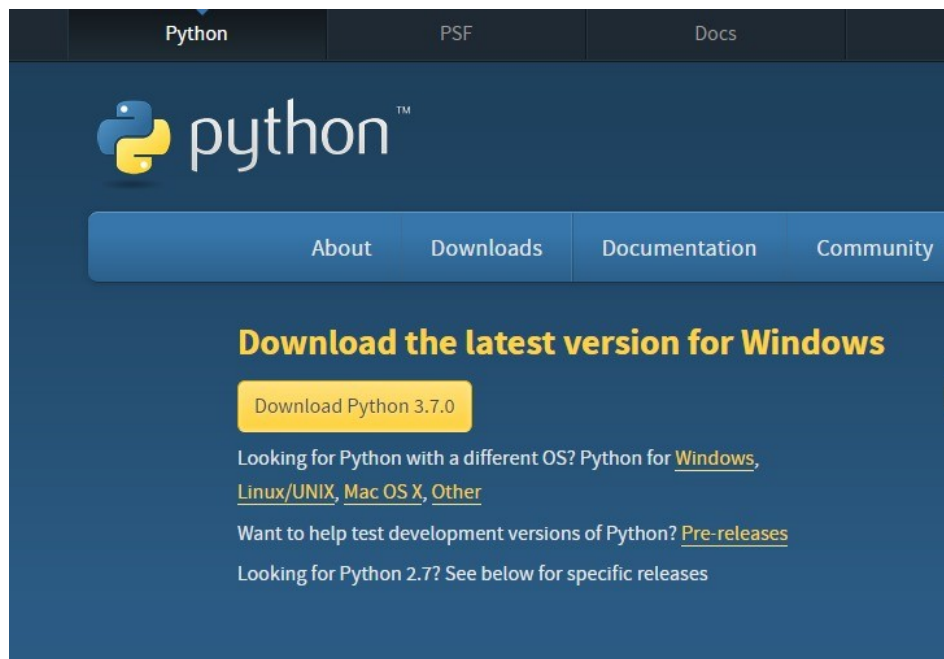 Python PSF Docs
python™
About Downloads Documentation Community
Download the latest version for Windows
Download Python 3.7.0
Looking for Python with a different OS? Python for Windows,
Linux/UNIX, Mac OS X, Other
Want to help test development versions of Python? Pre-releases
Looking for Python 2.7? See below for specific releases